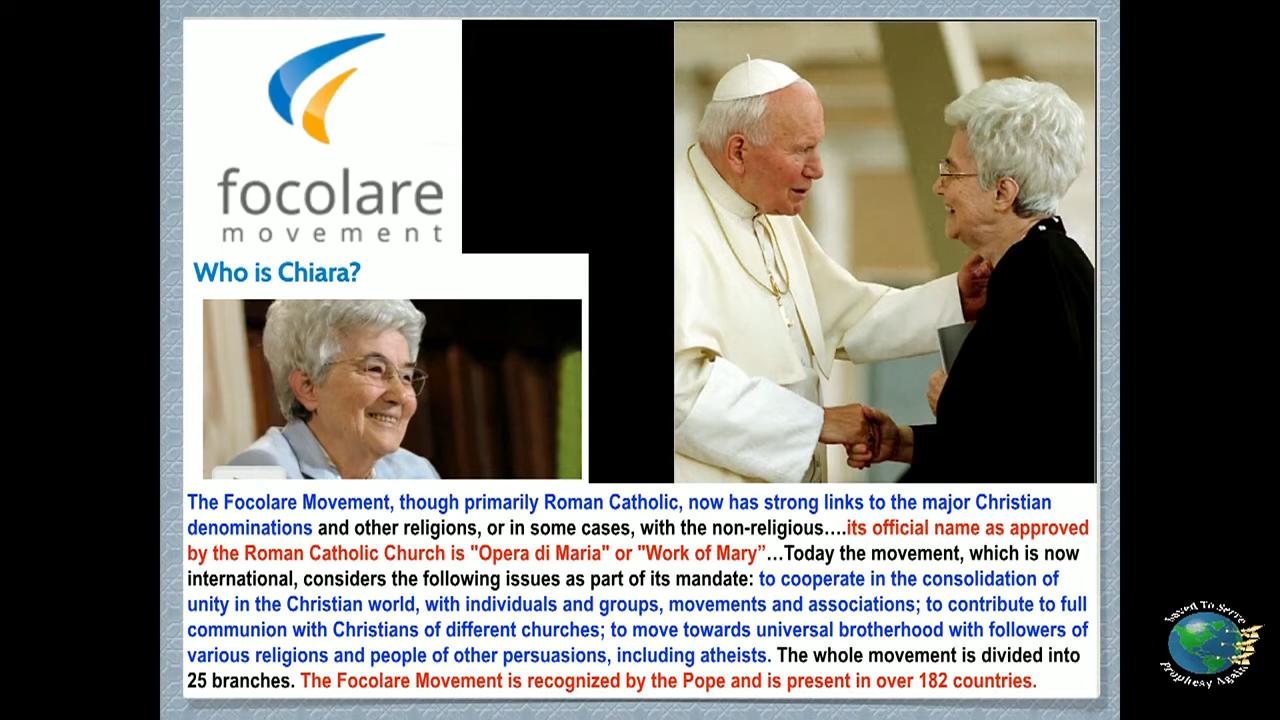 focolare
movement
Who is Chiara?
The Focolare Movement, though primarily Roman Catholic, now has strong links to the major Christian
denominations and other religions, or in some cases, with the non-religious....its official name as approved
by the Roman Catholic Church is "Opera di Maria" or "Work of Mary”...Today the movement, which is now
international, considers the following issues as part of its mandate: to cooperate in the consolidation of
unity in the Christian world, with individuals and groups, movements and associations; to contribute to full
communion with Christians of different churches; to move towards universal brotherhood with followers of
various religions and people of other persuasions, including atheists. The whole movement is divided into
25 branches. The Focolare Movement is recognized by the Pope and is present in over 182 countries.
Saved To Serve
Prophesy Again